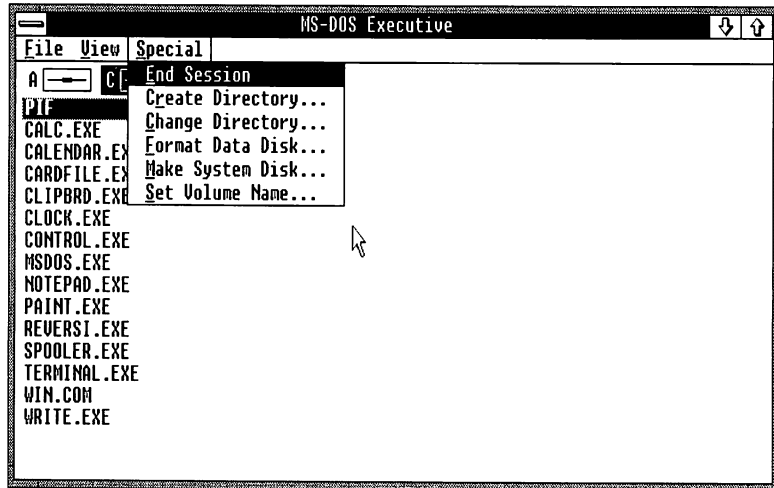 MS-DOS Executive
File View Special
A C
End Session
Create Directory...
Change Directory...
Format Data Disk...
Make System Disk...
Set Volume Name...
PIF
CALC.EXE
CALENDAR.EX
CARDFILE.EX
CLIPBRD.EXE
CLOCK.EXE
CONTROL.EXE
MSDOS.EXE
NOTEPAD.EXE
PAINT.EXE
REVERSI.EXE
SPOOLER.EXE
TERMINAL.EXE
WIN.COM
WRITE.EXE